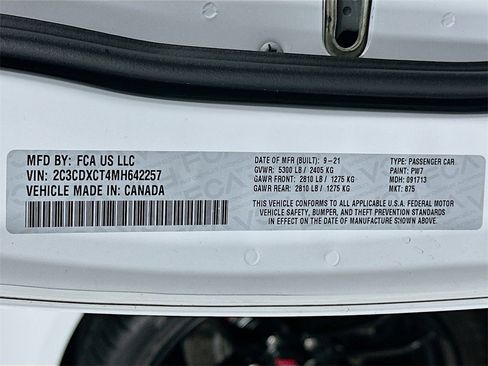 MFD BY: FCA US LLC
VIN: 2C3CDXCT4MH642257
VEHICLE MADE IN: CANADA
DATE OF MFR (BUILT): 9-21
GVWR: 5300 LB / 2405 KG
GAWR FRONT: 2810 LB / 1275 KG
GAWR REAR: 2810 LB / 1275 KG
TYPE: PASSENGER CAR
PAINT: PW7
MDH: 091713
MKT: 875
THIS VEHICLE CONFORMS TO ALL APPLICABLE U.S.A. FEDERAL MOTOR
VEHICLE SAFETY, BUMPER, AND THEFT PREVENTION STANDARDS
IN EFFECT ON THE DATE OF MANUFACTURE SHOWN ABOVE.